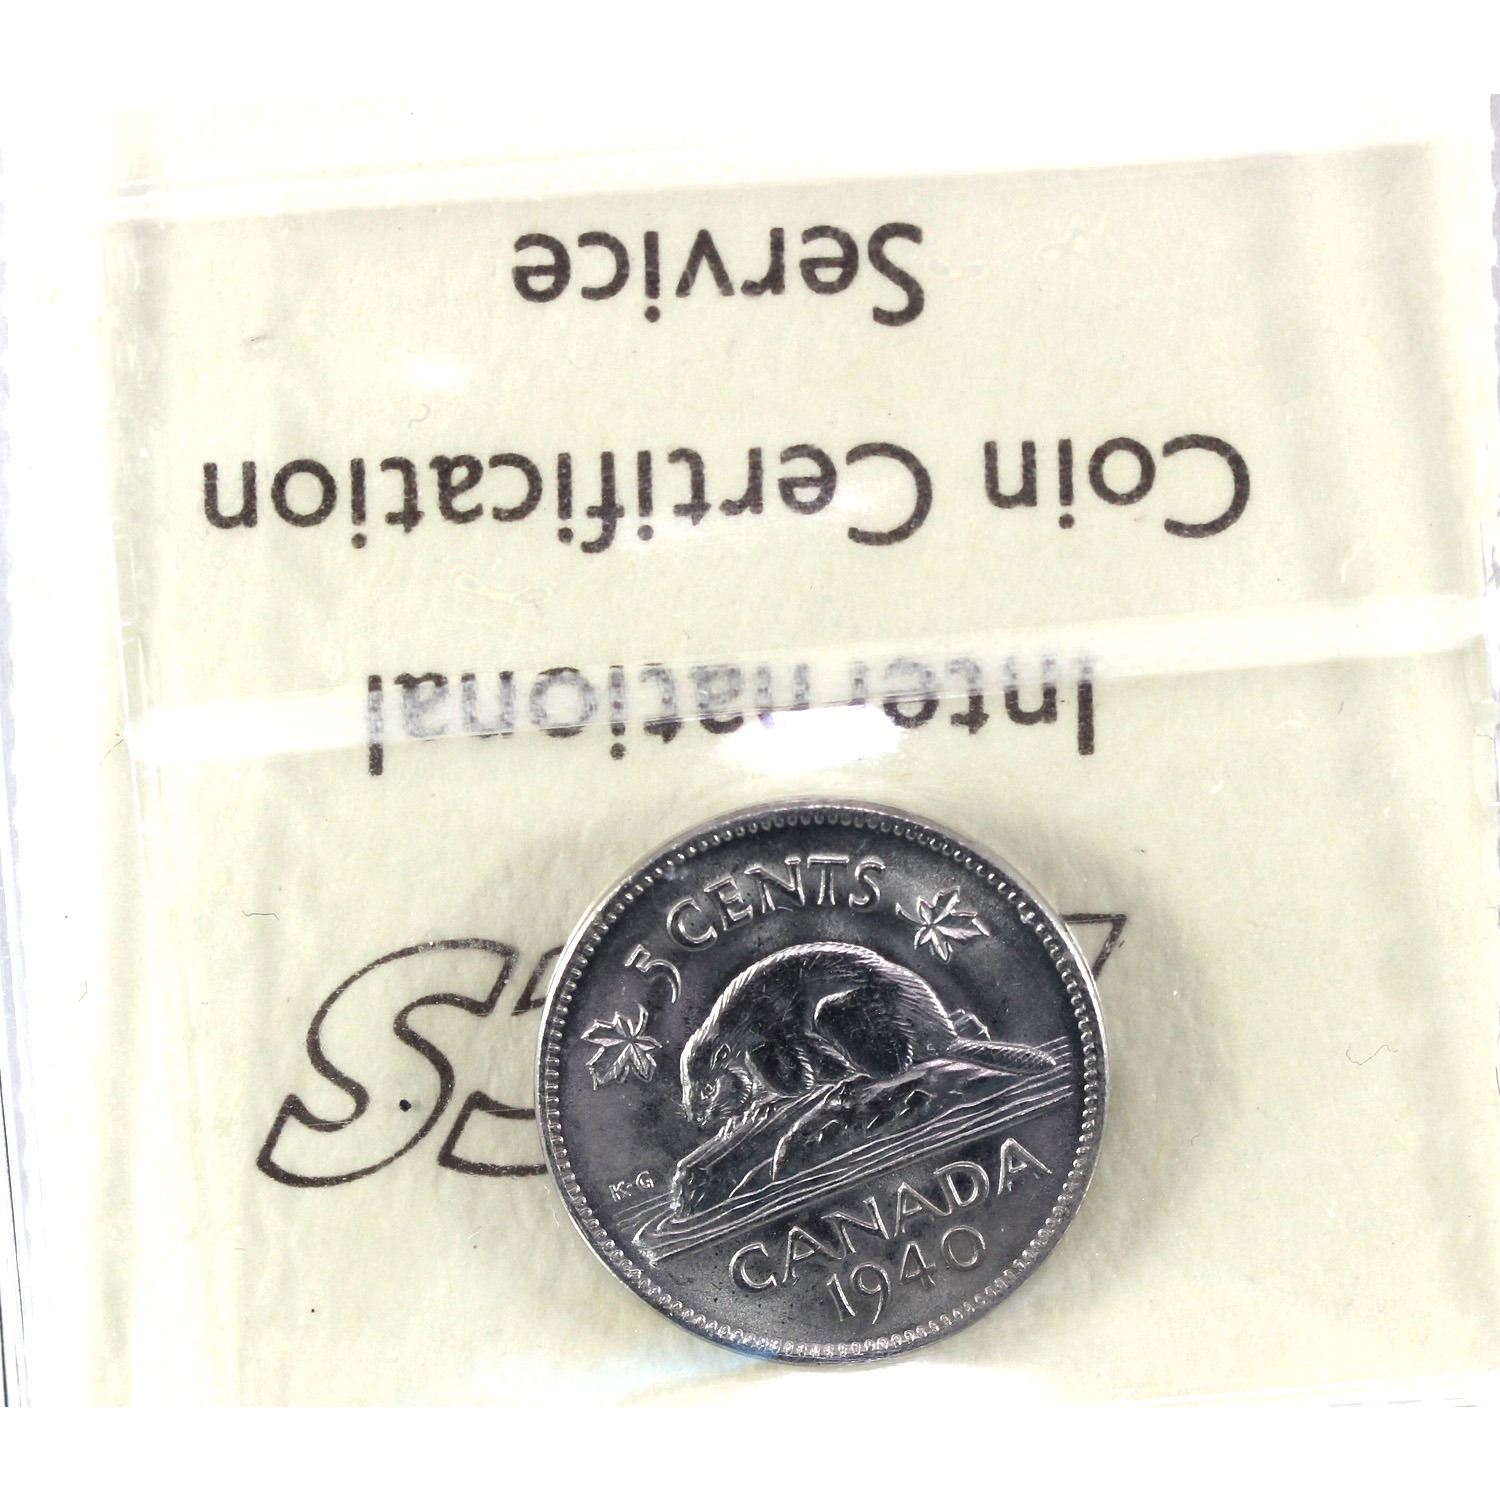 International
Coin Certification
Service
5 CENTS
K·G
CANADA
1940